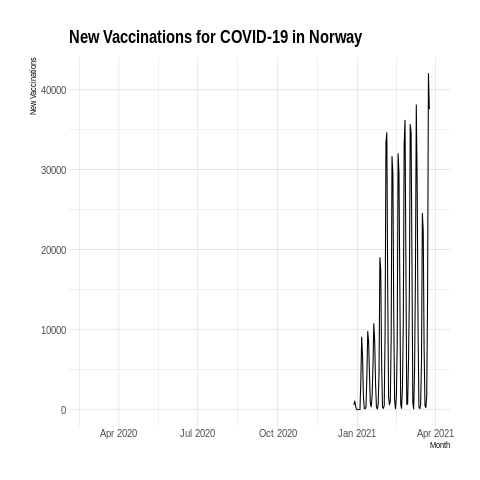 New Vaccinations for COVID-19 in Norway
New Vaccinations
40000
30000
20000
10000
0
Apr 2020 Jul 2020 Oct 2020 Jan 2021 Apr 2021
Month